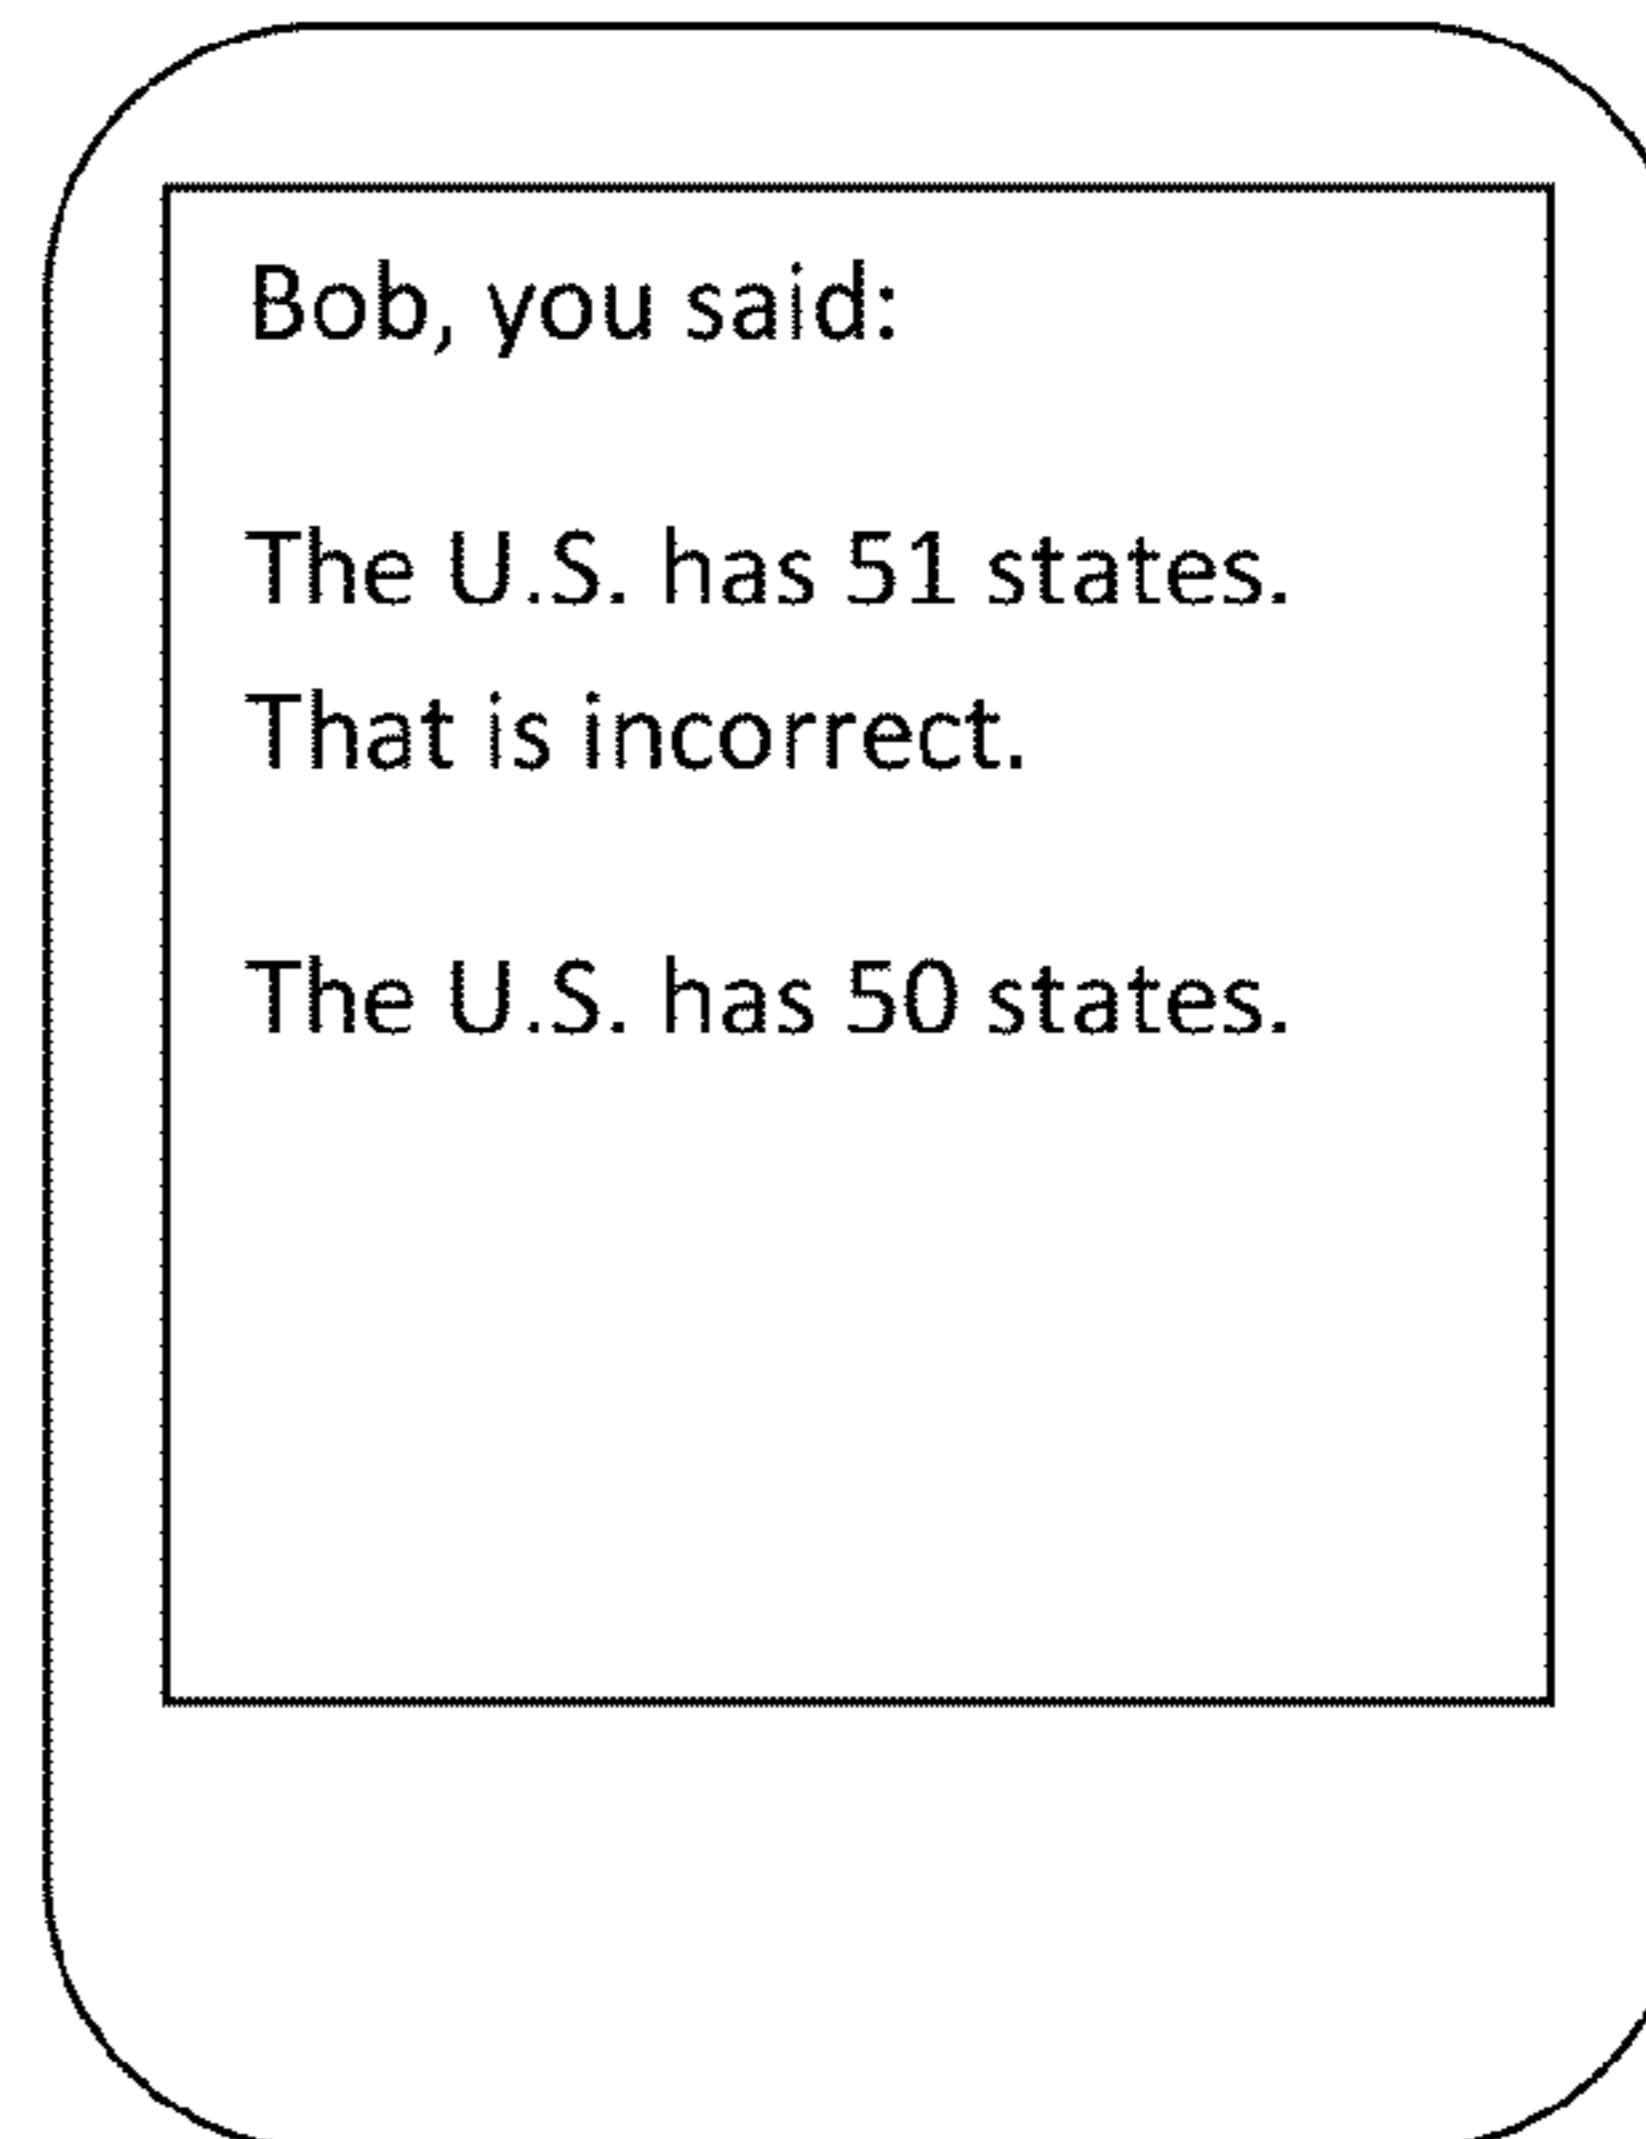 Bob, you said:
The U.S. has 51 states.
That is incorrect.
The U.S. has 50 states.